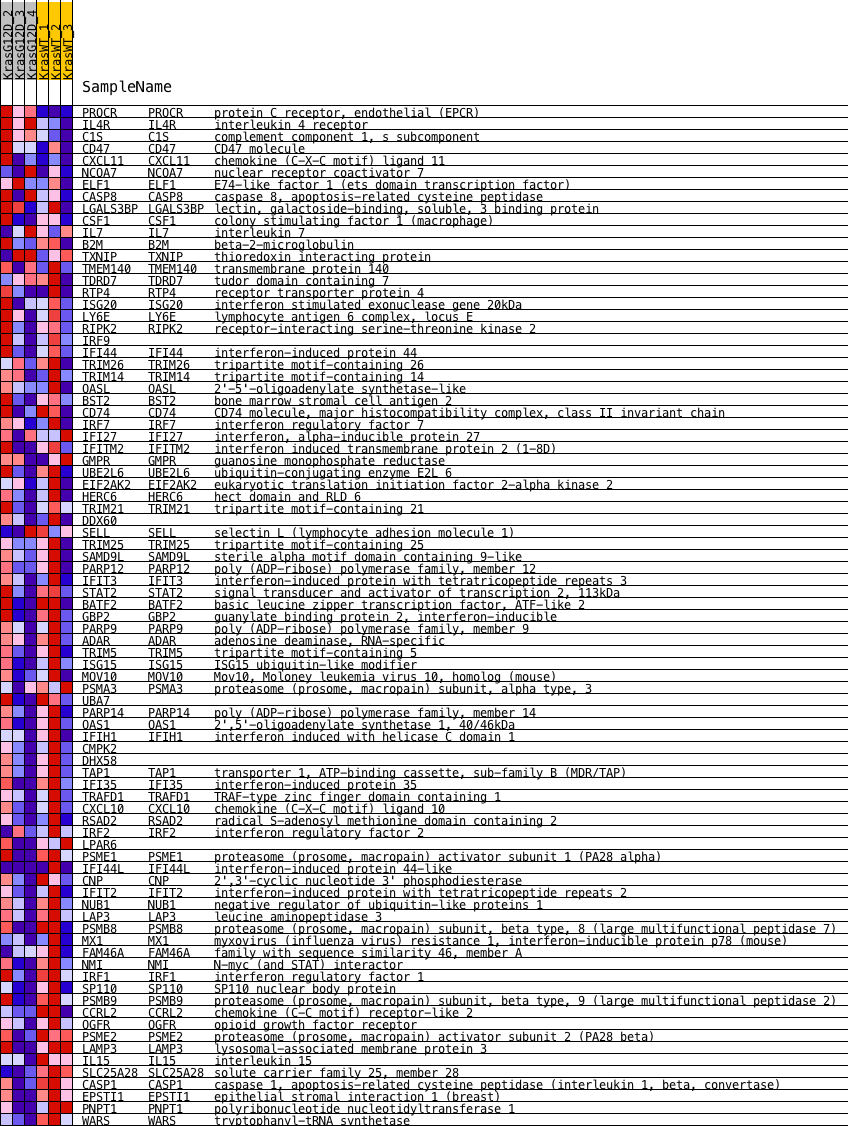 KrasG12D_2
KrasG12D_3
KrasG12D_4
KrasWT_1
KrasWT_2
KrasWT_3
SampleName
PROCR PROCR protein C receptor, endothelial (EPCR)
IL4R IL4R interleukin 4 receptor
C1S C1S complement component 1, s subcomponent
CD47 CD47 CD47 molecule
CXCL11 CXCL11 chemokine (C-X-C motif) ligand 11
NCOA7 NCOA7 nuclear receptor coactivator 7
ELF1 ELF1 E74-like factor 1 (ets domain transcription factor)
CASP8 CASP8 caspase 8, apoptosis-related cysteine peptidase
LGALS3BP LGALS3BP lectin, galactoside-binding, soluble, 3 binding protein
CSF1 CSF1 colony stimulating factor 1 (macrophage)
IL7 IL7 interleukin 7
B2M B2M beta-2-microglobulin
TXNIP TXNIP thioredoxin interacting protein
TMEM140 TMEM140 transmembrane protein 140
TDRD7 TDRD7 tudor domain containing 7
RTP4 RTP4 receptor transporter protein 4
ISG20 ISG20 interferon stimulated exonuclease gene 20kDa
LY6E LY6E lymphocyte antigen 6 complex, locus E
RIPK2 RIPK2 receptor-interacting serine-threonine kinase 2
IRF9
IFI44 IFI44 interferon-induced protein 44
TRIM26 TRIM26 tripartite motif-containing 26
TRIM14 TRIM14 tripartite motif-containing 14
OASL OASL 2'-5'-oligoadenylate synthetase-like
BST2 BST2 bone marrow stromal cell antigen 2
CD74 CD74 CD74 molecule, major histocompatibility complex, class II invariant chain
IRF7 IRF7 interferon regulatory factor 7
IFI27 IFI27 interferon, alpha-inducible protein 27
IFITM2 IFITM2 interferon induced transmembrane protein 2 (1-8D)
GMPR GMPR guanosine monophosphate reductase
UBE2L6 UBE2L6 ubiquitin-conjugating enzyme E2L 6
EIF2AK2 EIF2AK2 eukaryotic translation initiation factor 2-alpha kinase 2
HERC6 HERC6 hect domain and RLD 6
TRIM21 TRIM21 tripartite motif-containing 21
DDX60
SELL SELL selectin L (lymphocyte adhesion molecule 1)
TRIM25 TRIM25 tripartite motif-containing 25
SAMD9L SAMD9L sterile alpha motif domain containing 9-like
PARP12 PARP12 poly (ADP-ribose) polymerase family, member 12
IFIT3 IFIT3 interferon-induced protein with tetratricopeptide repeats 3
STAT2 STAT2 signal transducer and activator of transcription 2, 113kDa
BATF2 BATF2 basic leucine zipper transcription factor, ATF-like 2
GBP2 GBP2 guanylate binding protein 2, interferon-inducible
PARP9 PARP9 poly (ADP-ribose) polymerase family, member 9
ADAR ADAR adenosine deaminase, RNA-specific
TRIM5 TRIM5 tripartite motif-containing 5
ISG15 ISG15 ISG15 ubiquitin-like modifier
MOV10 MOV10 Mov10, Moloney leukemia virus 10, homolog (mouse)
PSMA3 PSMA3 proteasome (prosome, macropain) subunit, alpha type, 3
UBA7
PARP14 PARP14 poly (ADP-ribose) polymerase family, member 14
OAS1 OAS1 2',5'-oligoadenylate synthetase 1, 40/46kDa
IFIH1 IFIH1 interferon induced with helicase C domain 1
CMPK2
DHX58
TAP1 TAP1 transporter 1, ATP-binding cassette, sub-family B (MDR/TAP)
IFI35 IFI35 interferon-induced protein 35
TRAFD1 TRAFD1 TRAF-type zinc finger domain containing 1
CXCL10 CXCL10 chemokine (C-X-C motif) ligand 10
RSAD2 RSAD2 radical S-adenosyl methionine domain containing 2
IRF2 IRF2 interferon regulatory factor 2
LPAR6
PSME1 PSME1 proteasome (prosome, macropain) activator subunit 1 (PA28 alpha)
IFI44L IFI44L interferon-induced protein 44-like
CNP CNP 2',3'-cyclic nucleotide 3' phosphodiesterase
IFIT2 IFIT2 interferon-induced protein with tetratricopeptide repeats 2
NUB1 NUB1 negative regulator of ubiquitin-like proteins 1
LAP3 LAP3 leucine aminopeptidase 3
PSMB8 PSMB8 proteasome (prosome, macropain) subunit, beta type, 8 (large multifunctional peptidase 7)
MX1 MX1 myxovirus (influenza virus) resistance 1, interferon-inducible protein p78 (mouse)
FAM46A FAM46A family with sequence similarity 46, member A
NMI NMI N-myc (and STAT) interactor
IRF1 IRF1 interferon regulatory factor 1
SP110 SP110 SP110 nuclear body protein
PSMB9 PSMB9 proteasome (prosome, macropain) subunit, beta type, 9 (large multifunctional peptidase 2)
CCRL2 CCRL2 chemokine (C-C motif) receptor-like 2
OGFR OGFR opioid growth factor receptor
PSME2 PSME2 proteasome (prosome, macropain) activator subunit 2 (PA28 beta)
LAMP3 LAMP3 lysosomal-associated membrane protein 3
IL15 IL15 interleukin 15
SLC25A28 SLC25A28 solute carrier family 25, member 28
CASP1 CASP1 caspase 1, apoptosis-related cysteine peptidase (interleukin 1, beta, convertase)
EPSTI1 EPSTI1 epithelial stromal interaction 1 (breast)
PNPT1 PNPT1 polyribonucleotide nucleotidyltransferase 1
WARS WARS tryptophanyl-tRNA synthetase